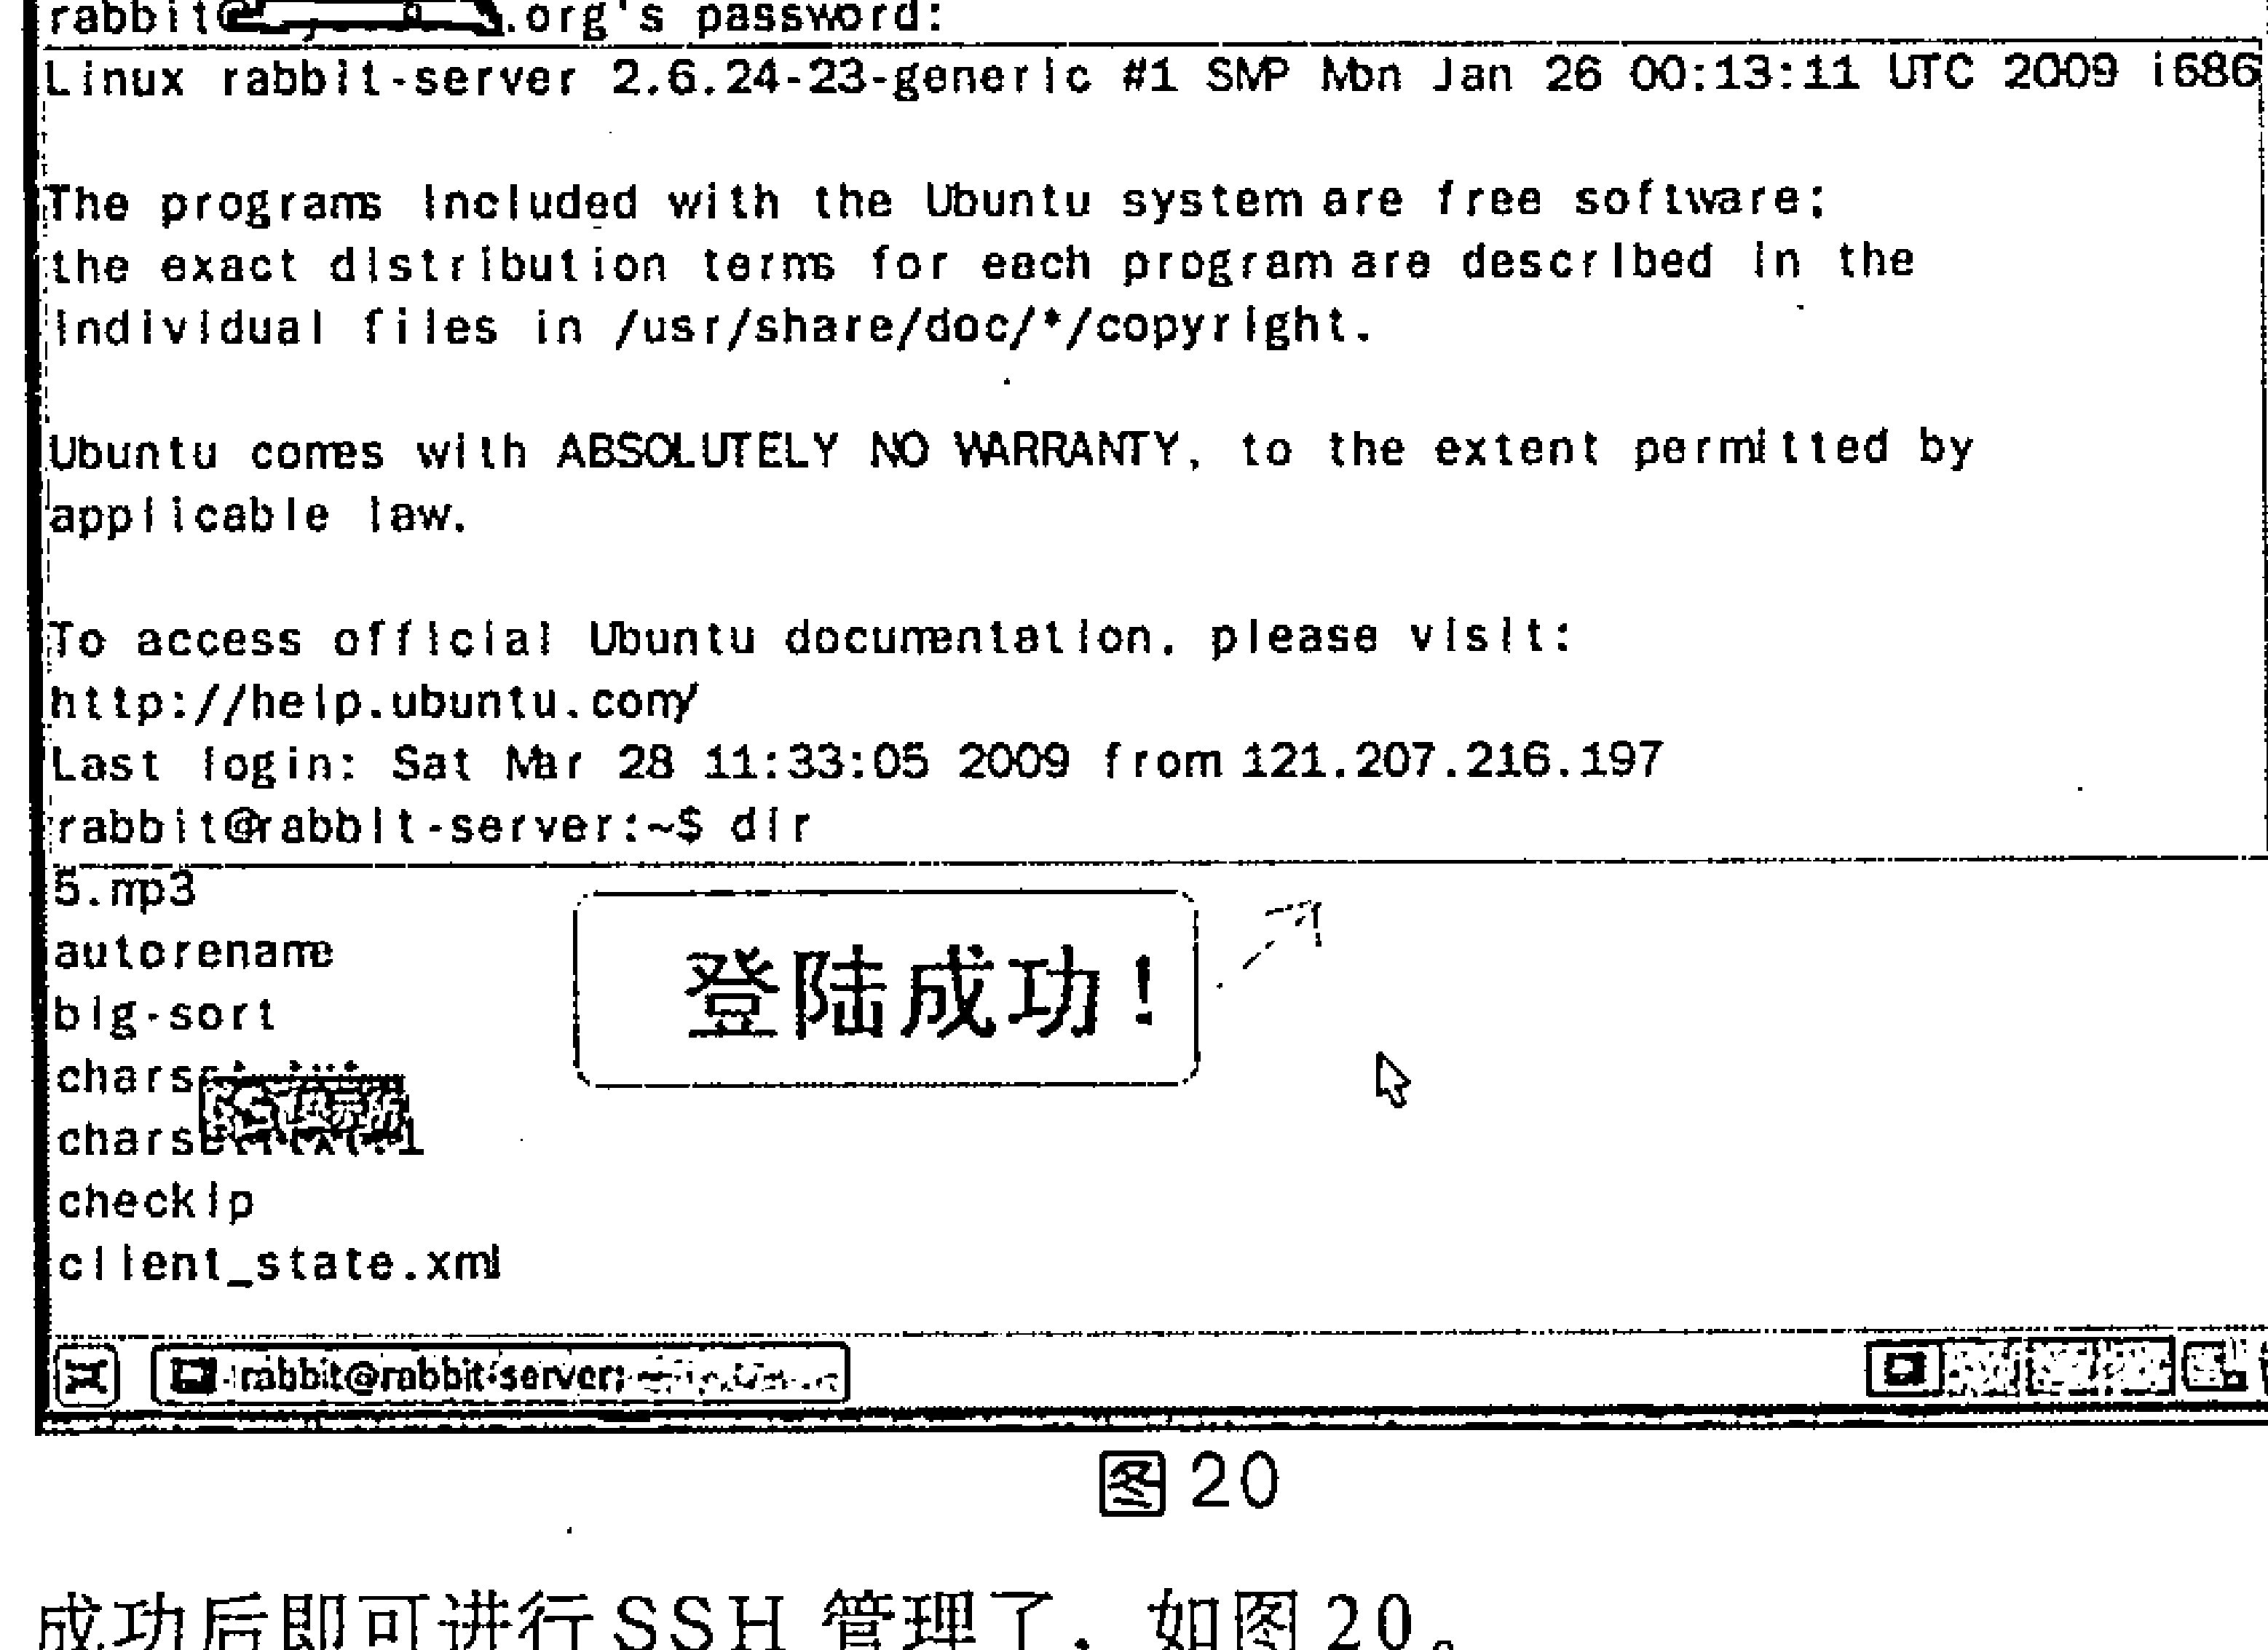 rabbit@ .org's password:
Linux rabbit-server 2.6.24-23-generic #1 SMP Mon Jan 26 00:13:11 UTC 2009 i686
The programs included with the Ubuntu system are free software;
the exact distribution terms for each program are described in the
individual files in /usr/share/doc/*/copyright.
Ubuntu comes with ABSOLUTELY NO WARRANTY, to the extent permitted by
applicable law.
To access official Ubuntu documentation, please visit:
http://help.ubuntu.com/
Last login: Sat Mar 28 11:33:05 2009 from 121.207.216.197
rabbit@rabbit-server:~$ dir
5.mp3
autorename
登陆成功!
big-sort
checkip
client_state.xml
rabbit@rabbit-server:
图 20
成功后即可进行 SSH 管理了，如图 20。